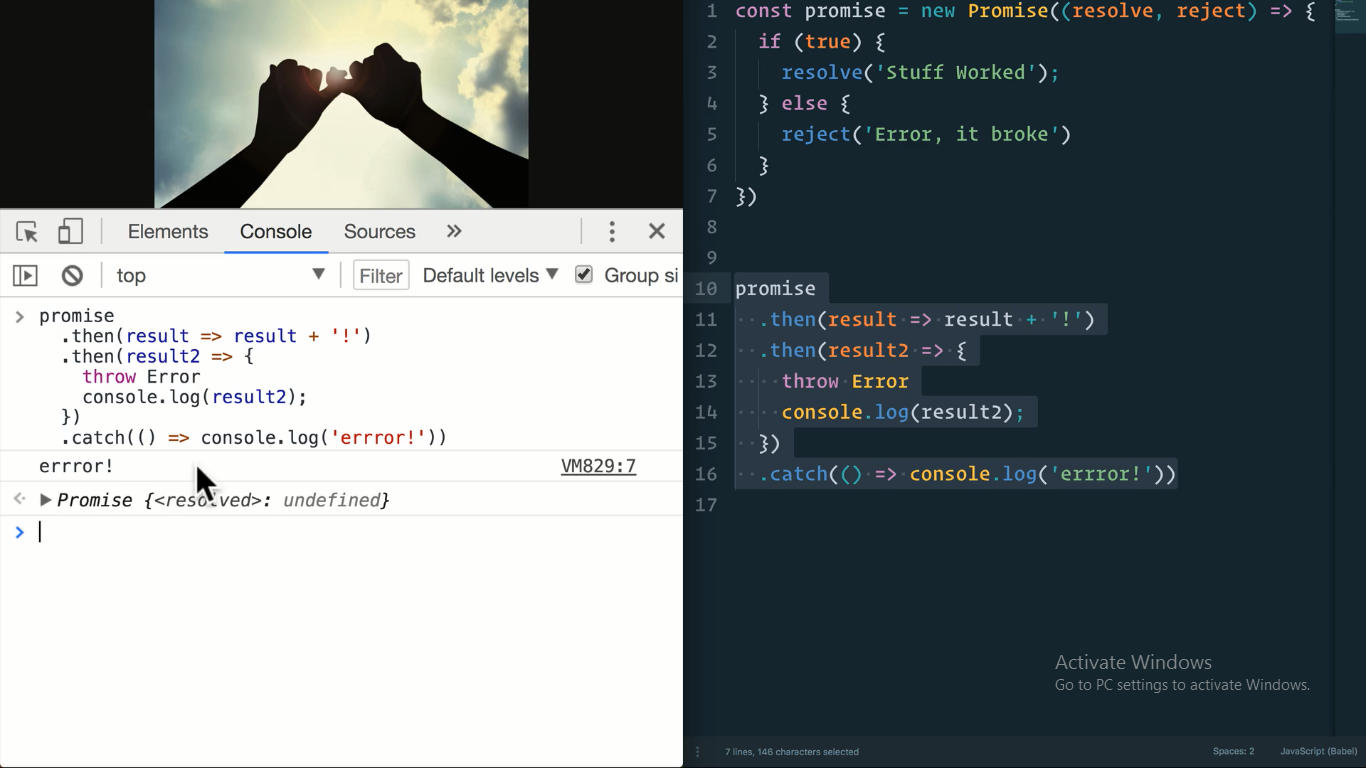 Elements
Console
Sources
top
Filter
Default levels
Group si
promise
.then(result => result + '!')
.then(result2 => {
throw Error
console.log(result2);
})
.catch(() => console.log('errror!'))
errror!
VM829:7
Promise {<resolved>: undefined}
1 const promise = new Promise((resolve, reject) => {
2 if (true) {
3 resolve('Stuff Worked');
4 } else {
5 reject('Error, it broke')
6 }
7 })
8
9
10 promise
11 .then(result => result + '!')
12 .then(result2 => {
13 throw Error
14 console.log(result2);
15 })
16 .catch(() => console.log('errror!'))
17
Activate Windows
Go to PC settings to activate Windows.
7 lines, 146 characters selected
Spaces: 2
JavaScript (Babel)